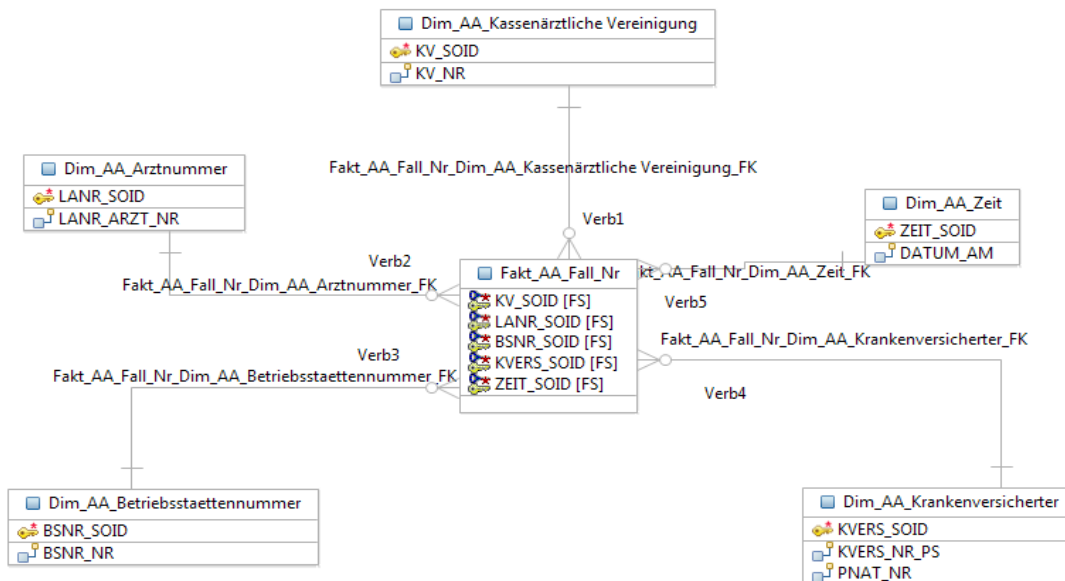 Dim_AA_Kassenärztliche Vereinigung
KV_SOID
KV_NR
Fakt_AA_Fall_Nr_Dim_AA_Kassenärztliche Vereinigung_FK
Verb1
Dim_AA_Arztnummer
LANR_SOID
LANR_ARZT_NR
Verb2
Fakt_AA_Fall_Nr_Dim_AA_Arztnummer_FK
Dim_AA_Zeit
ZEIT_SOID
DATUM_AM
kt_AA_Fall_Nr_Dim_AA_Zeit_FK
Verb5
Fakt_AA_Fall_Nr
KV_SOID [FS]
LANR_SOID [FS]
BSNR_SOID [FS]
KVERS_SOID [FS]
ZEIT_SOID [FS]
Fakt_AA_Fall_Nr_Dim_AA_Krankenversicherter_FK
Verb4
Verb3
Fakt_AA_Fall_Nr_Dim_AA_Betriebsstaettennummer_FK
Dim_AA_Betriebsstaettennummer
BSNR_SOID
BSNR_NR
Dim_AA_Krankenversicherter
KVERS_SOID
KVERS_NR_PS
PNAT_NR